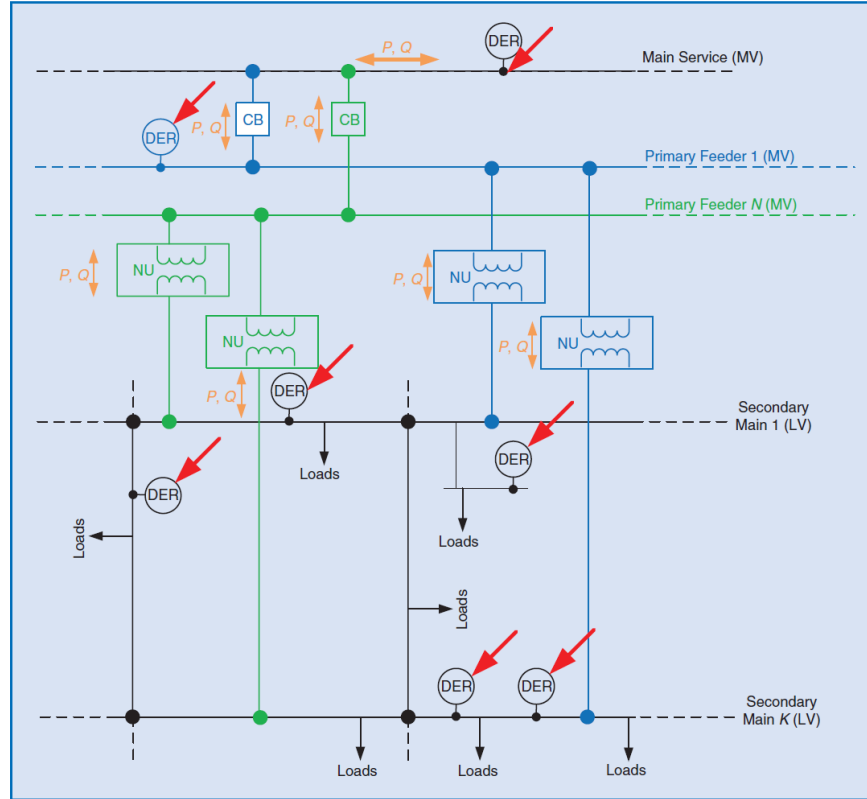 DER
P, Q
Main Service (MV)
DER
P, Q
CB
P, Q
CB
Primary Feeder 1 (MV)
Primary Feeder N (MV)
P, Q
NU
P, Q
NU
NU
P, Q
NU
P, Q
DER
Secondary
Main 1 (LV)
Loads
DER
DER
Loads
Loads
Loads
DER
DER
Secondary
Main K (LV)
Loads
Loads
Loads